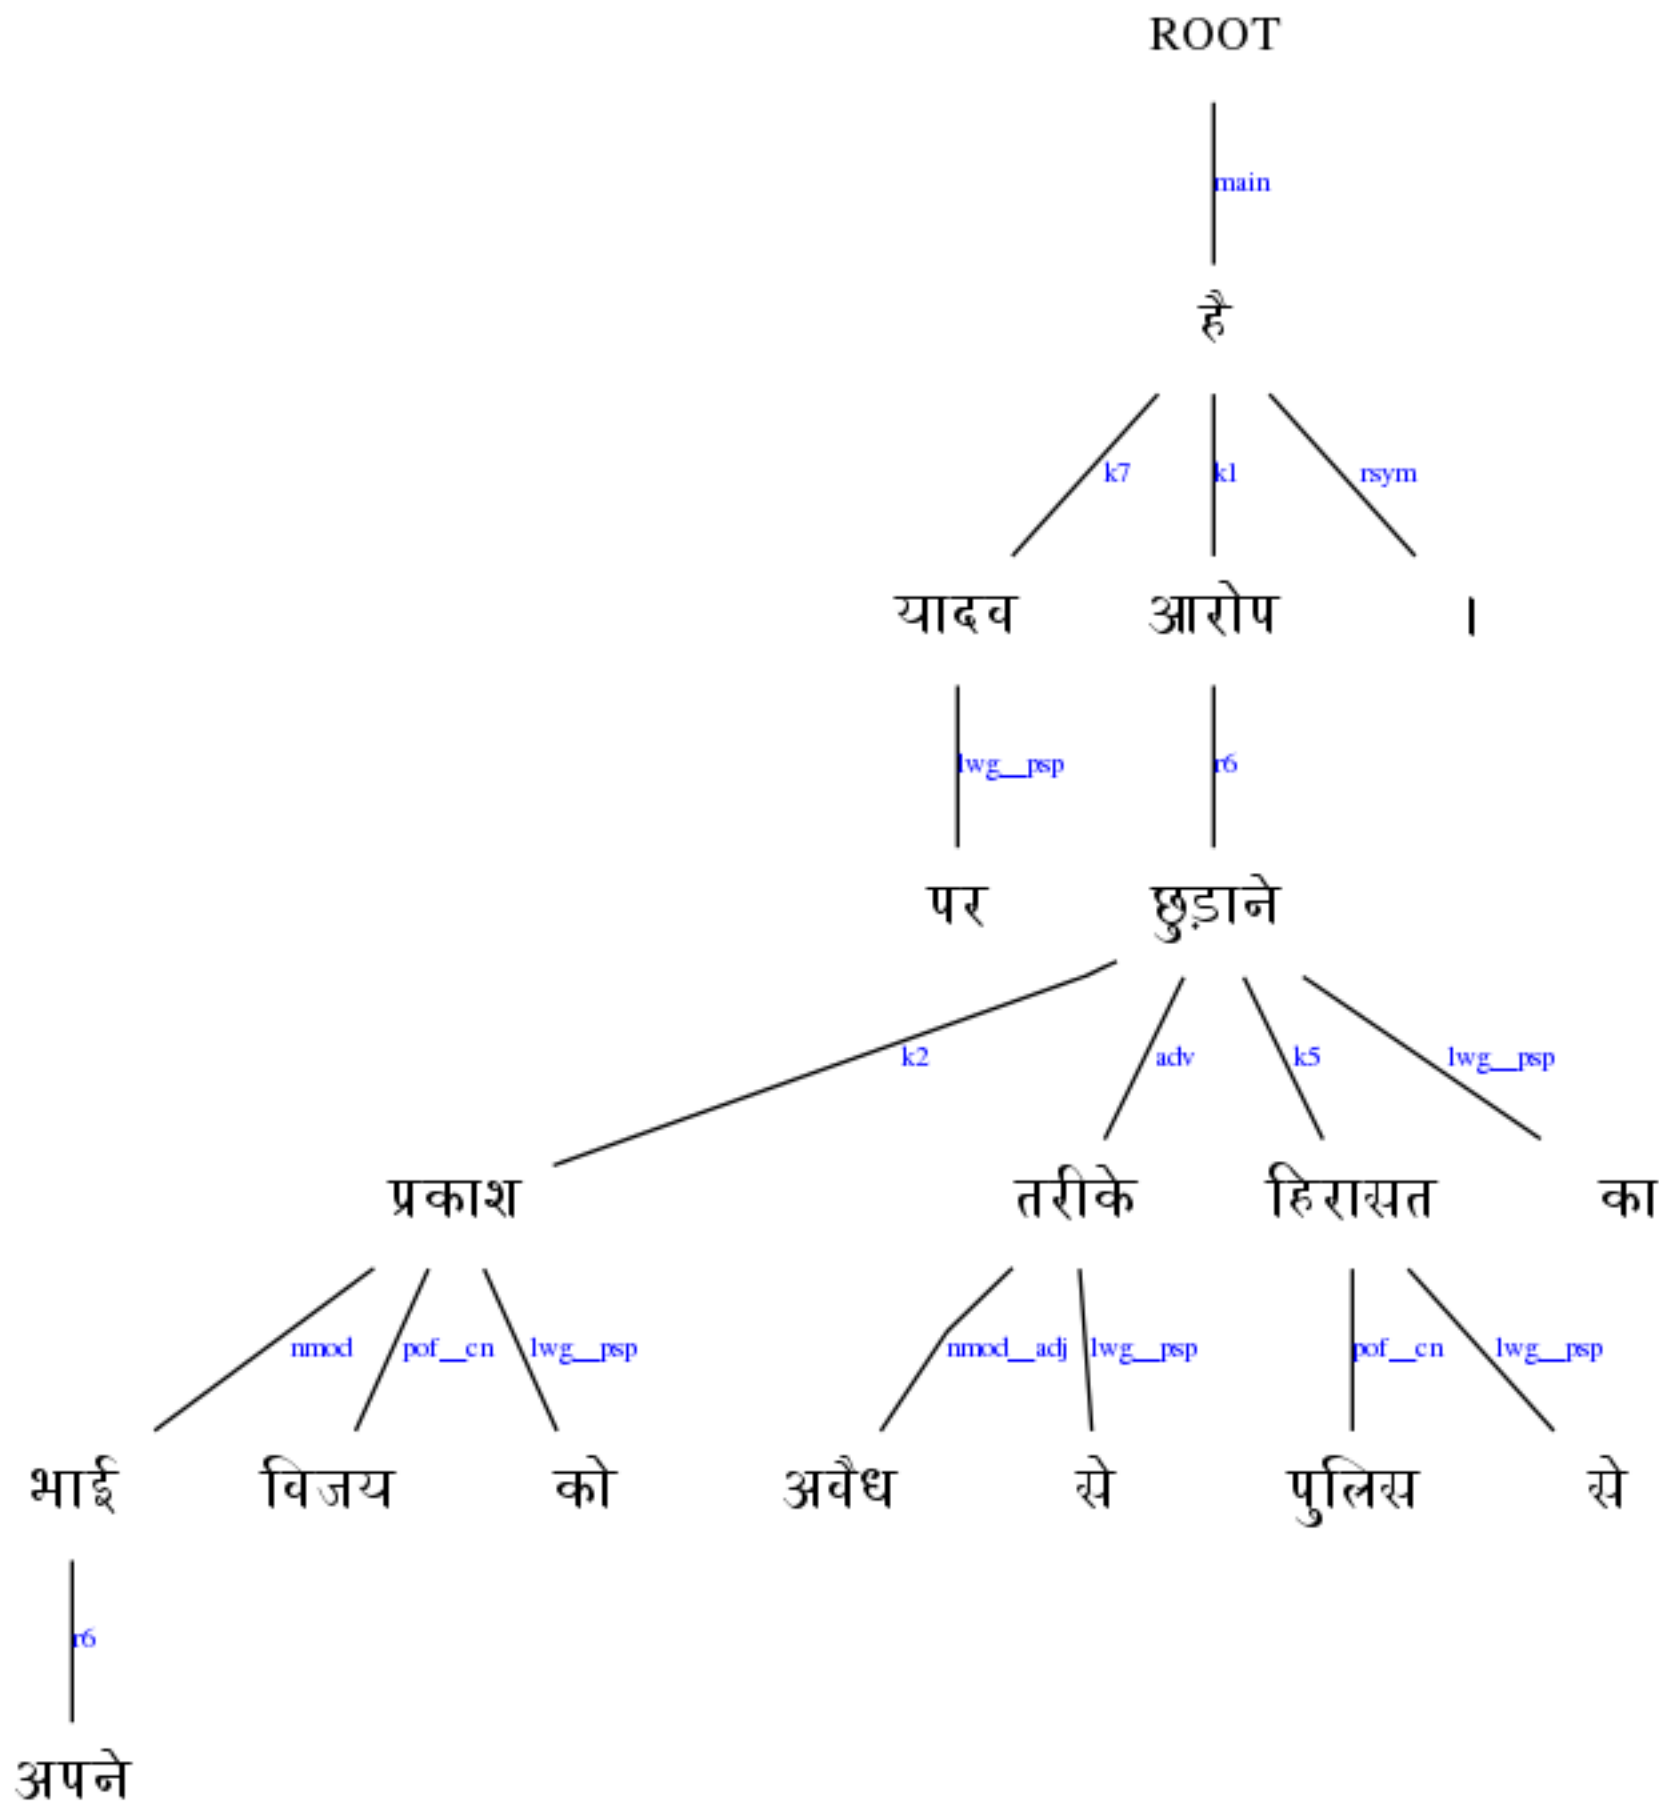 ROOT
main
है
k7 k1 rsym
यादव आरोप ।
lwg__psp r6
पर छुड़ाने
k2 adv k5 lwg__psp
प्रकाश तरीके हिरासत का
nmod pof__cn lwg__psp nmod__adj lwg__psp pof__cn lwg__psp
भाई विजय को अवैध से पुलिस से
r6
अपने